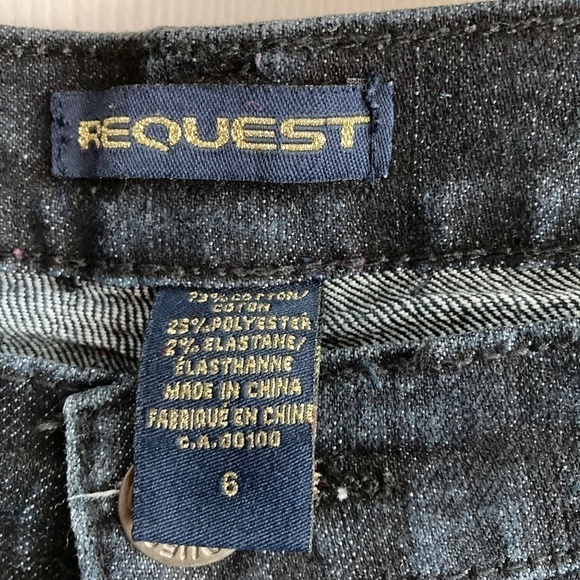 REQUEST
73% COTTON/
COTON
25% POLYESTER
2% ELASTANE/
ÉLASTHANNE
MADE IN CHINA
FABRIQUÉ EN CHINE
C.A. 00100
6